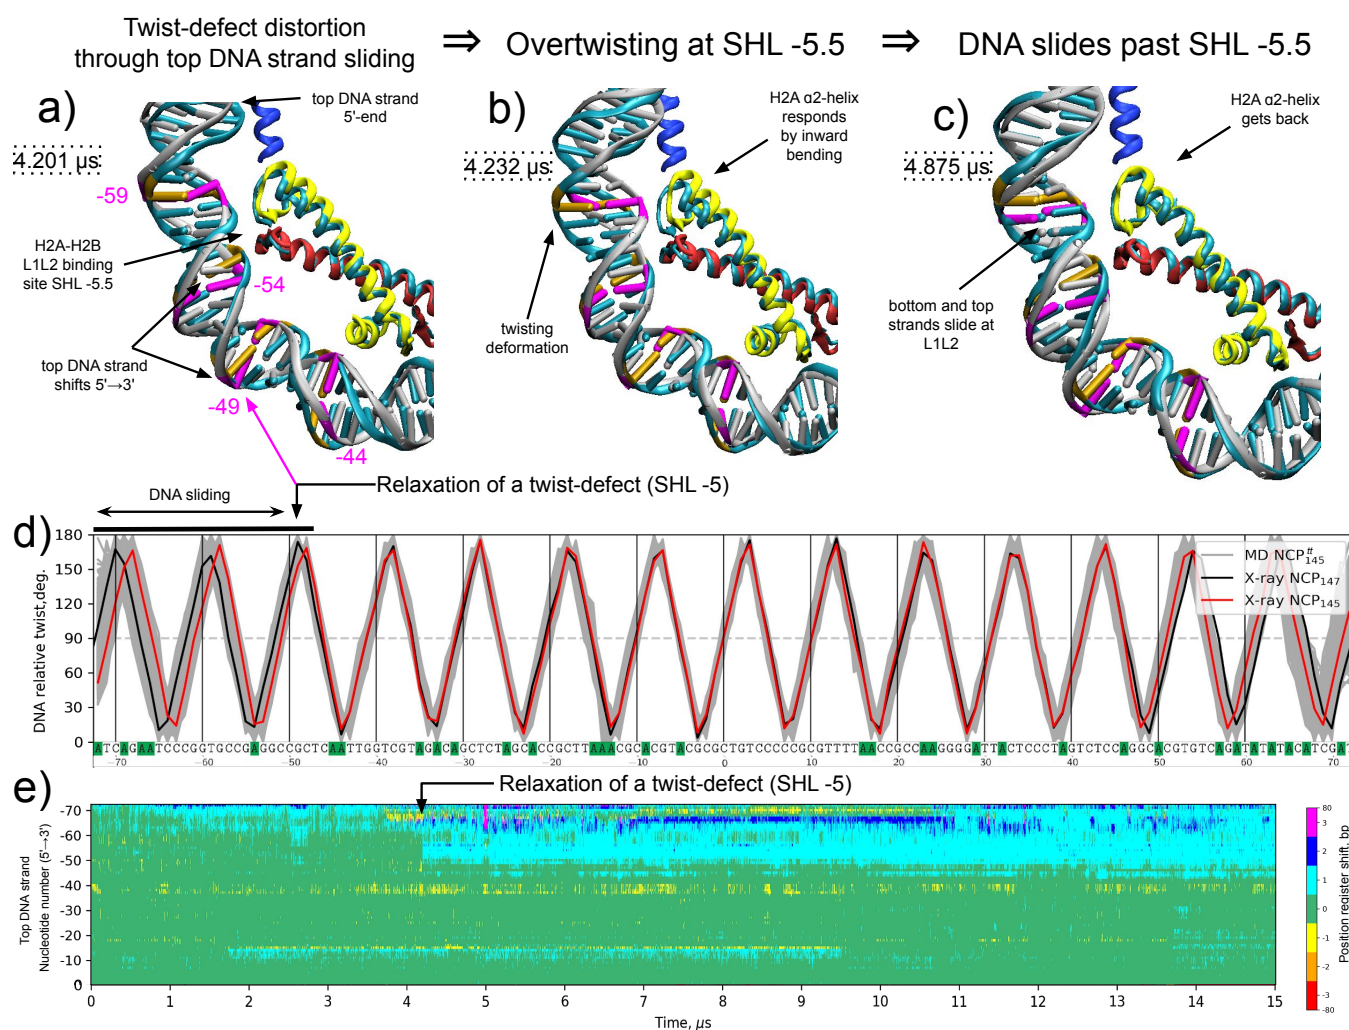 Twist-defect distortion
through top DNA strand sliding
⇒
Overtwisting at SHL -5.5
⇒
DNA slides past SHL -5.5
a)
top DNA strand
5'-end
4.201 µs
-59
H2A-H2B
L1L2 binding
site SHL -5.5
-54
top DNA strand
shifts 5'→3'
-49
-44
b)
H2A α2-helix
responds
by inward
bending
4.232 µs
twisting
deformation
c)
H2A α2-helix
gets back
4.875 µs
bottom and top
strands slide at
L1L2
DNA sliding
Relaxation of a twist-defect (SHL -5)
d)
DNA relative twist,deg.
180
150
120
90
60
30
0
MD NCP#145
X-ray NCP147
X-ray NCP145
ATCAGAATCCCGGTGCCGAGGCCGCTCAATTGGTCGTAGACAGCTCTAGCACCGCTTAAACGCACGTACGCGCTGTCCCCCGCGTTTTAACCGCCAAGGGGATTACTCCCTAGTCTCCAGGCACGTGTCAGATATATACATCGAT
−70 −60 −50 −40 −30 −20 −10 0 10 20 30 40 50 60 70
e)
Relaxation of a twist-defect (SHL -5)
Top DNA strand
Nucleotide number (5'→3')
-70
-60
-50
-40
-30
-20
-10
0
0 1 2 3 4 5 6 7 8 9 10 11 12 13 14 15
Time, µs
80
3
2
1
0
-1
-2
-3
-80
Position register shift, bp